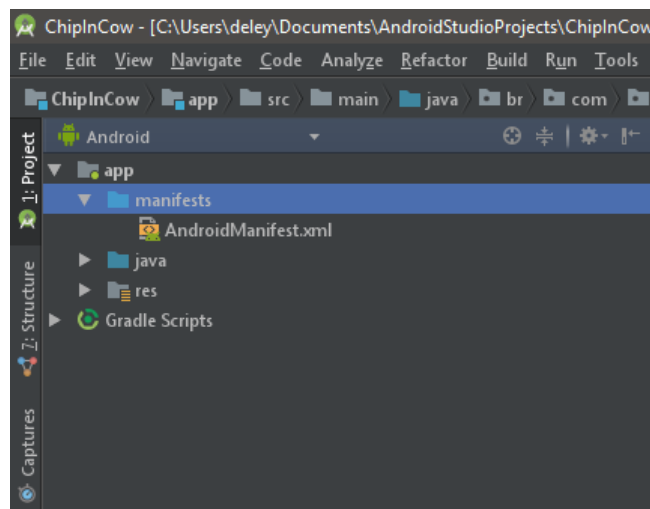 ChipInCow - [C:\Users\deley\Documents\AndroidStudioProjects\ChipInCow
File Edit View Navigate Code Analyze Refactor Build Run Tools
ChipInCow app src main java br com
Android
app
manifests
AndroidManifest.xml
java
res
Gradle Scripts
1: Project
7: Structure
Captures